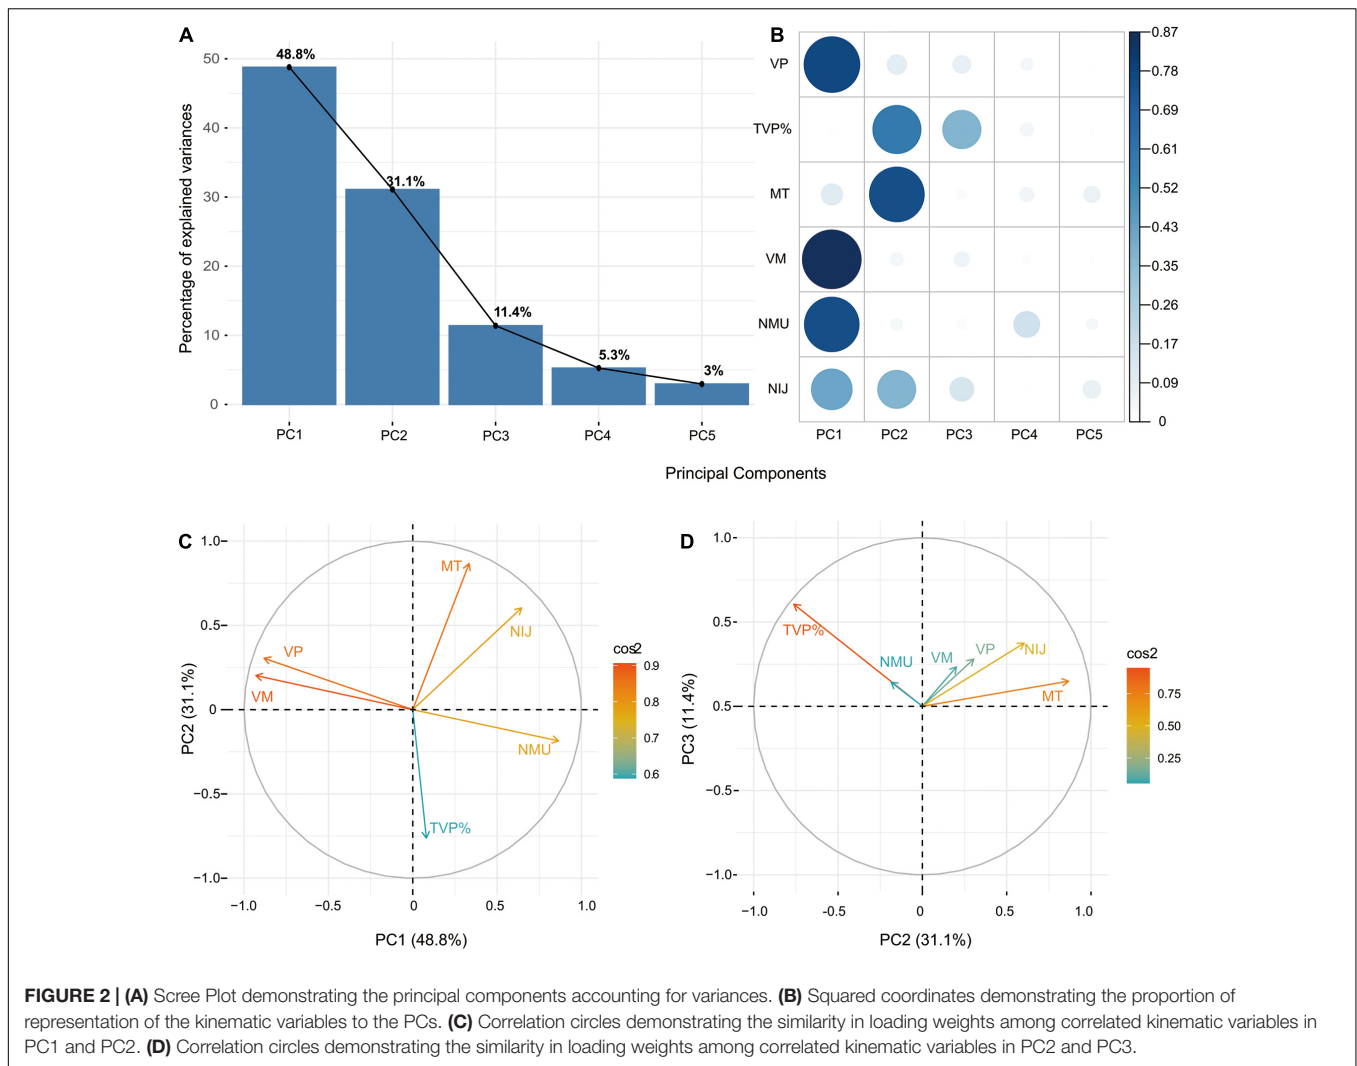 A
Percentage of explained variances
50
40
30
20
10
0
48.8%
31.1%
11.4%
5.3%
3%
PC1 PC2 PC3 PC4 PC5
B
VP
TVP%
MT
VM
NMU
NIJ
PC1 PC2 PC3 PC4 PC5
0.87
0.78
0.69
0.61
0.52
0.43
0.35
0.26
0.17
0.09
0
Principal Components
C
PC2 (31.1%)
1.0
0.5
0
−0.5
−1.0
MT
NIJ
VP
VM
NMU
TVP%
−1.0 −0.5 0 0.5 1.0
PC1 (48.8%)
cos2
0.9
0.8
0.7
0.6
D
PC3 (11.4%)
1.0
0.5
0.5
−0.5
−1.0
TVP%
NMU
VM
VP
NIJ
MT
−1.0 −0.5 0 0.5 1.0
PC2 (31.1%)
cos2
0.75
0.50
0.25
FIGURE 2 | (A) Scree Plot demonstrating the principal components accounting for variances. (B) Squared coordinates demonstrating the proportion of
representation of the kinematic variables to the PCs. (C) Correlation circles demonstrating the similarity in loading weights among correlated kinematic variables in
PC1 and PC2. (D) Correlation circles demonstrating the similarity in loading weights among correlated kinematic variables in PC2 and PC3.